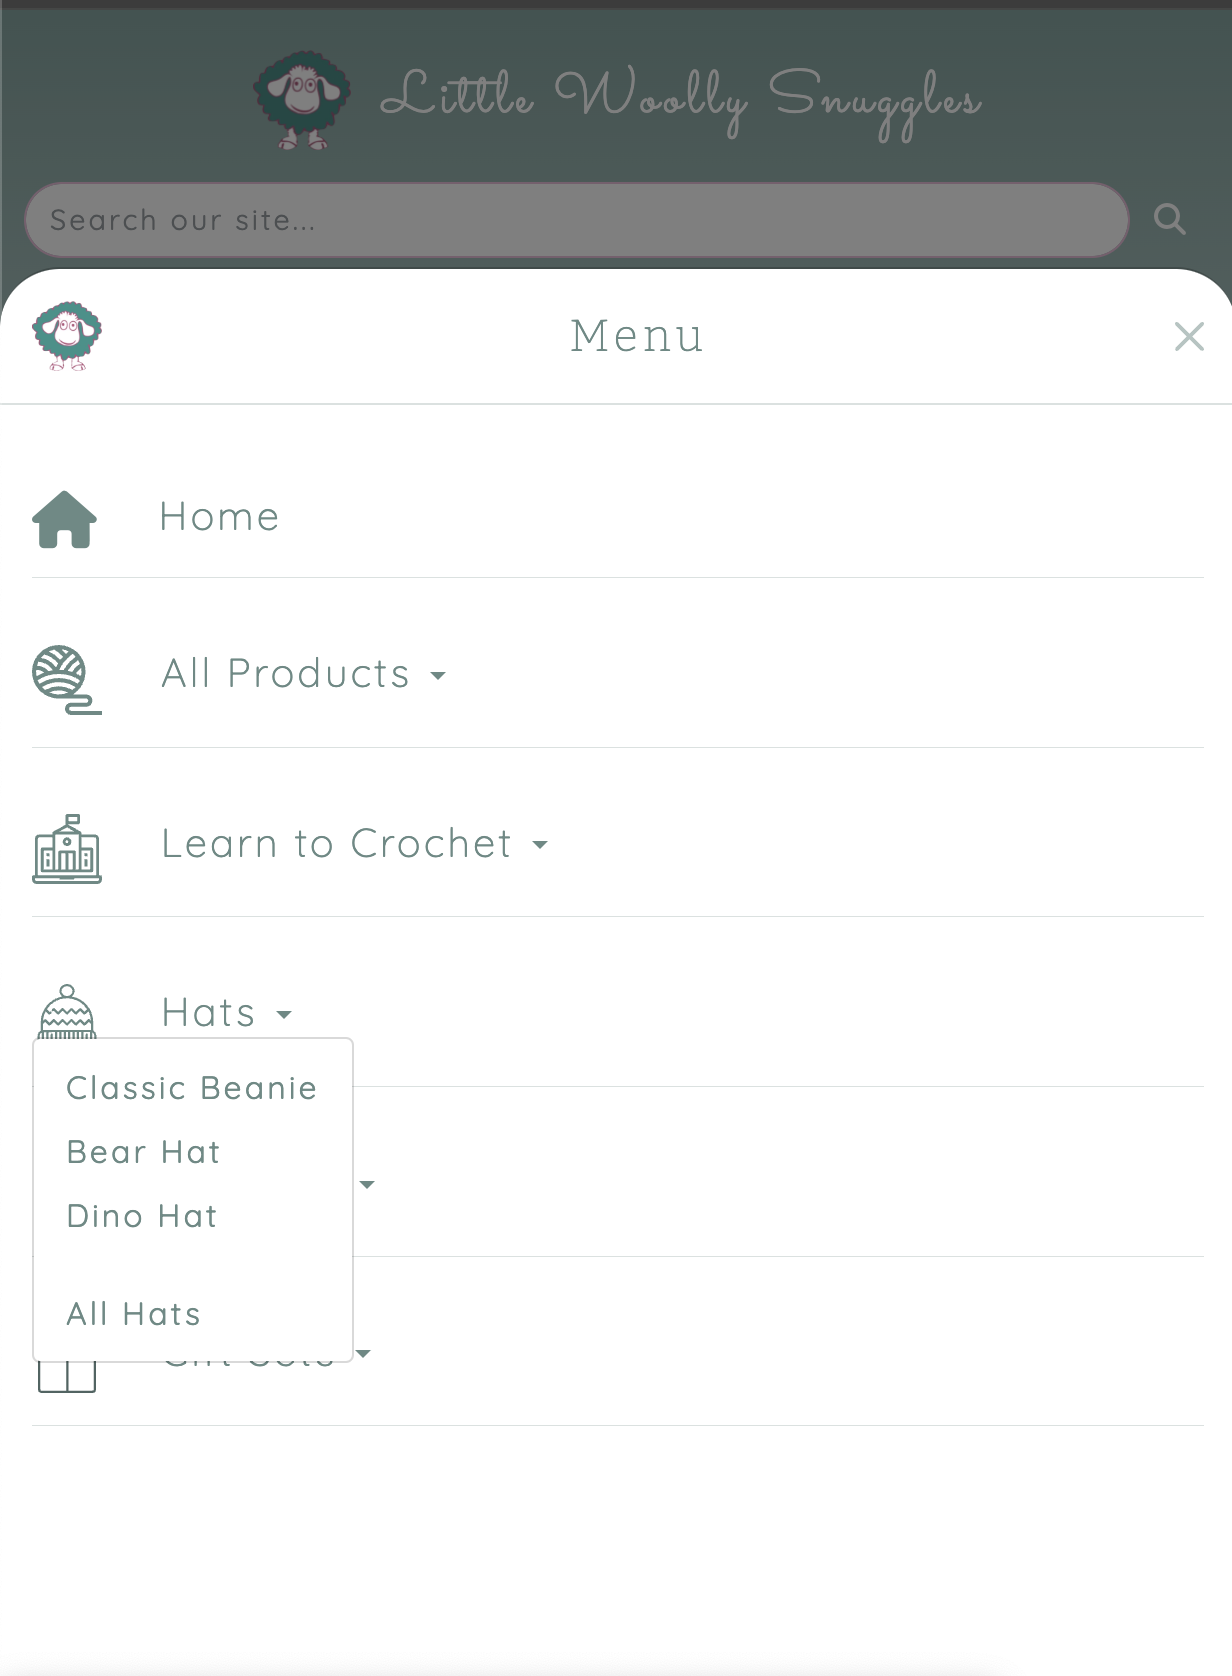 Little Woolly Snuggles
Search our site...
Menu
Home
All Products
Learn to Crochet
Hats
Classic Beanie
Bear Hat
Dino Hat
All Hats